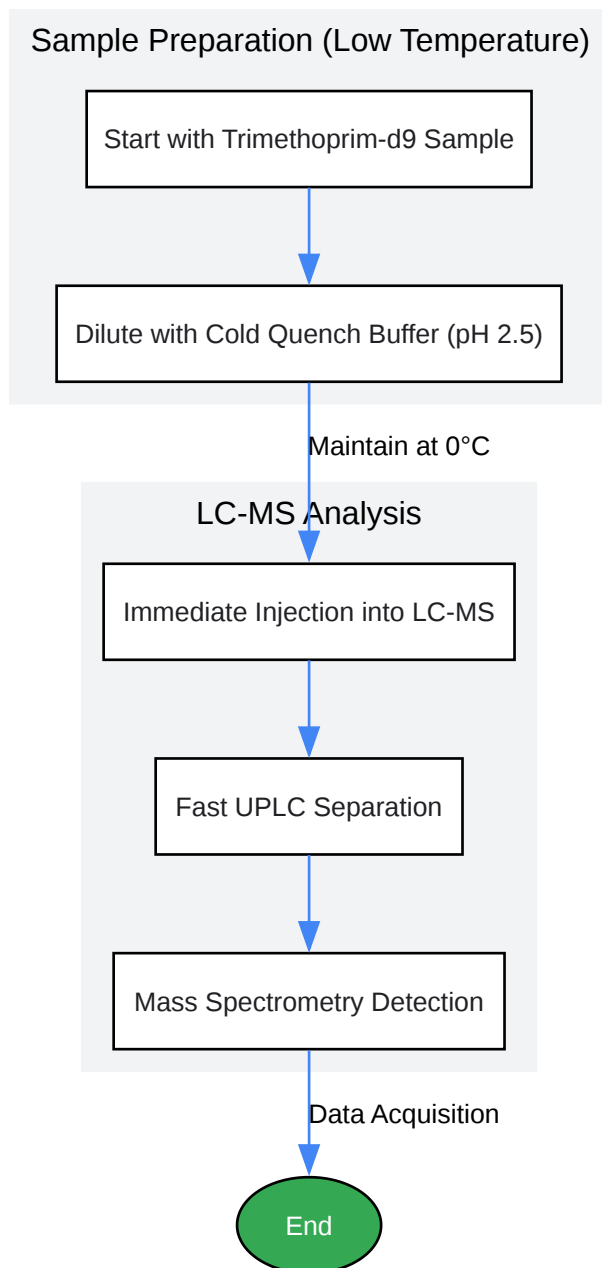 Sample Preparation (Low Temperature)
Start with Trimethoprim-d9 Sample
Dilute with Cold Quench Buffer (pH 2.5)
Maintain at 0°C
LC-MS Analysis
Immediate Injection into LC-MS
Fast UPLC Separation
Mass Spectrometry Detection
Data Acquisition
End